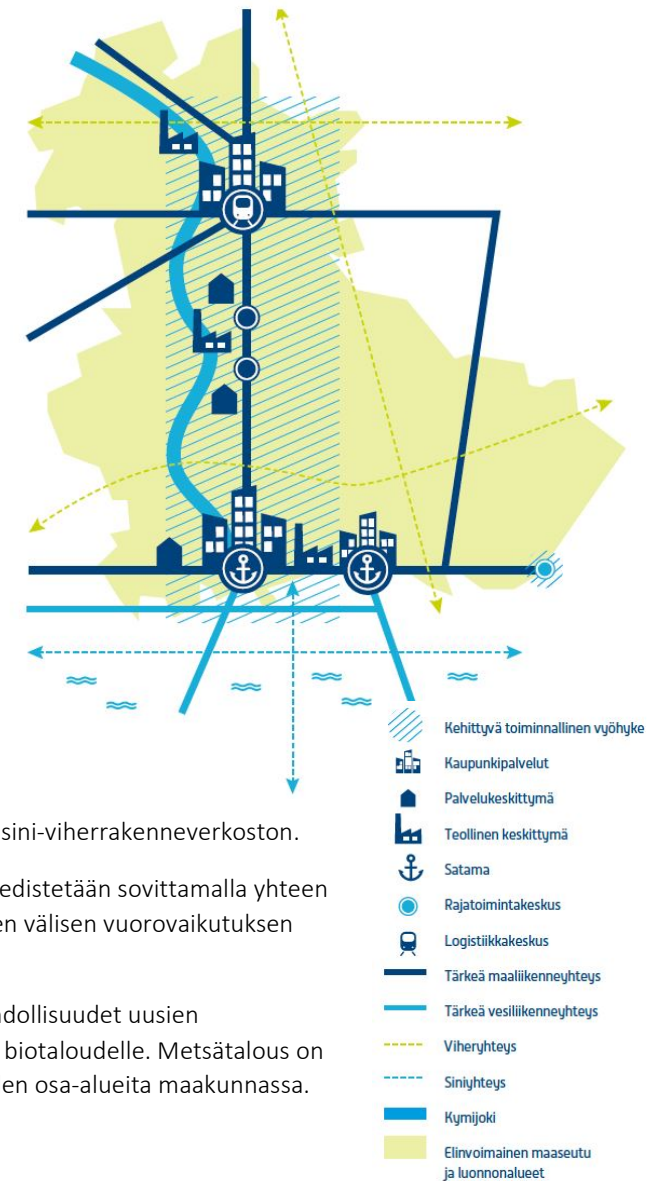 sini-viherrakenneverkoston.
edistetään sovittamalla yhteen
en välisen vuorovaikutuksen
hdollisuudet uusien
biotaloudelle. Metsätalous on
en osa-alueita maakunnassa.
Kehittyvä toiminnallinen vyöhyke
Kaupunkipalvelut
Palvelukeskittymä
Teollinen keskittymä
Satama
Rajatoimintakeskus
Logistiikkakeskus
Tärkeä maaliikenneyhteys
Tärkeä vesiliikenneyhteys
Viheryhteys
Siniyhteys
Kymijoki
Elinvoimainen maaseutu
ja luonnonalueet